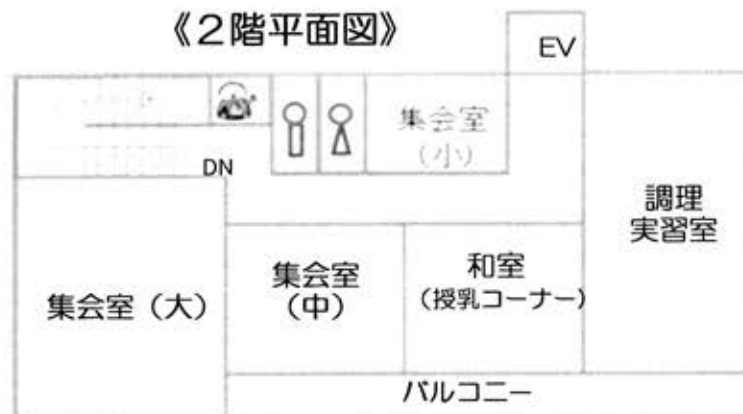 《2階平面図》
EV
集会室
(小)
DN
調理
実習室
集会室(大)
集会室
(中)
和室
(授乳コーナー)
バルコニー